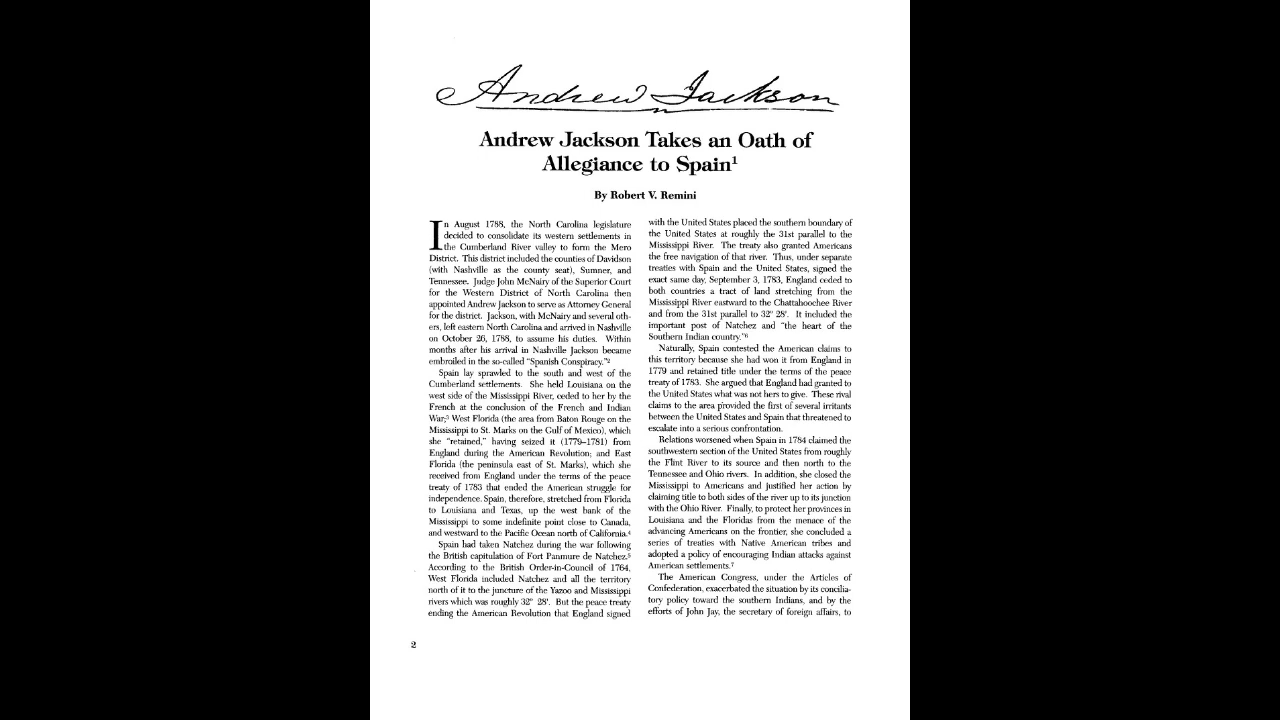 Andrew Jackson
Andrew Jackson Takes an Oath of
Allegiance to Spain¹
By Robert V. Remini
In August 1788, the North Carolina legislature
decided to consolidate its western settlements in
the Cumberland River valley to form the Mero
District. This district included the counties of Davidson
(with Nashville as the county seat), Sumner, and
Tennessee. Judge John McNairy of the Superior Court
for the Western District of North Carolina then
appointed Andrew Jackson to serve as Attorney General
for the district. Jackson, with McNairy and several oth-
ers, left eastern North Carolina and arrived in Nashville
on October 26, 1788, to assume his duties. Within
months after his arrival in Nashville Jackson became
embroiled in the so-called "Spanish Conspiracy."²
Spain lay sprawled to the south and west of the
Cumberland settlements. She held Louisiana on the
west side of the Mississippi River, ceded to her by the
French at the conclusion of the French and Indian
War;³ West Florida (the area from Baton Rouge on the
Mississippi to St. Marks on the Gulf of Mexico), which
she "retained," having seized it (1779–1781) from
England during the American Revolution; and East
Florida (the peninsula east of St. Marks), which she
received from England under the terms of the peace
treaty of 1783 that ended the American struggle for
independence. Spain, therefore, stretched from Florida
to Louisiana and Texas, up the west bank of the
Mississippi to some indefinite point close to Canada,
and westward to the Pacific Ocean north of California.⁴
Spain had taken Natchez during the war following
the British capitulation of Fort Panmure de Natchez.⁵
According to the British Order-in-Council of 1764,
West Florida included Natchez and all the territory
north of it to the juncture of the Yazoo and Mississippi
rivers which was roughly 32° 28'. But the peace treaty
ending the American Revolution that England signed
with the United States placed the southern boundary of
the United States at roughly the 31st parallel to the
Mississippi River. The treaty also granted Americans
the free navigation of that river. Thus, under separate
treaties with Spain and the United States, signed the
exact same day, September 3, 1783, England ceded to
both countries a tract of land stretching from the
Mississippi River eastward to the Chattahoochee River
and from the 31st parallel to 32° 28'. It included the
important post of Natchez and "the heart of the
Southern Indian country."⁶
Naturally, Spain contested the American claims to
this territory because she had won it from England in
1779 and retained title under the terms of the peace
treaty of 1783. She argued that England had granted to
the United States what was not hers to give. These rival
claims to the area provided the first of several irritants
between the United States and Spain that threatened to
escalate into a serious confrontation.
Relations worsened when Spain in 1784 claimed the
southwestern section of the United States from roughly
the Flint River to its source and then north to the
Tennessee and Ohio rivers. In addition, she closed the
Mississippi to Americans and justified her action by
claiming title to both sides of the river up to its junction
with the Ohio River. Finally, to protect her provinces in
Louisiana and the Floridas from the menace of the
advancing Americans on the frontier, she concluded a
series of treaties with Native American tribes and
adopted a policy of encouraging Indian attacks against
American settlements.⁷
The American Congress, under the Articles of
Confederation, exacerbated the situation by its concilia-
tory policy toward the southern Indians, and by the
efforts of John Jay, the secretary of foreign affairs, to
2